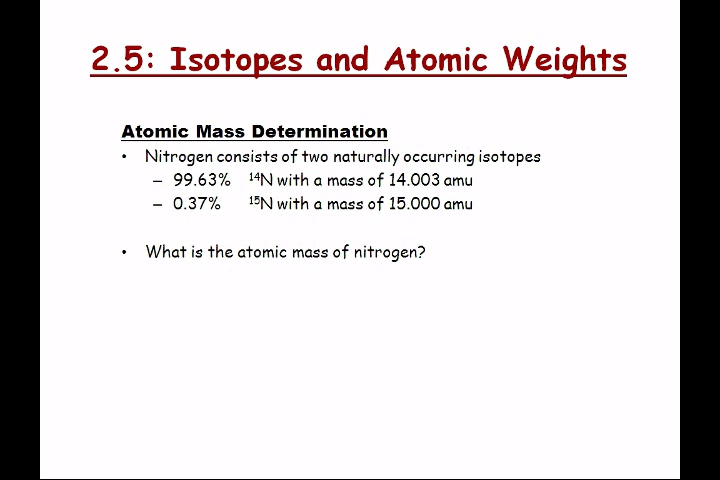 2.5: Isotopes and Atomic Weights
Atomic Mass Determination
• Nitrogen consists of two naturally occurring isotopes
– 99.63% ¹⁴N with a mass of 14.003 amu
– 0.37% ¹⁵N with a mass of 15.000 amu
• What is the atomic mass of nitrogen?